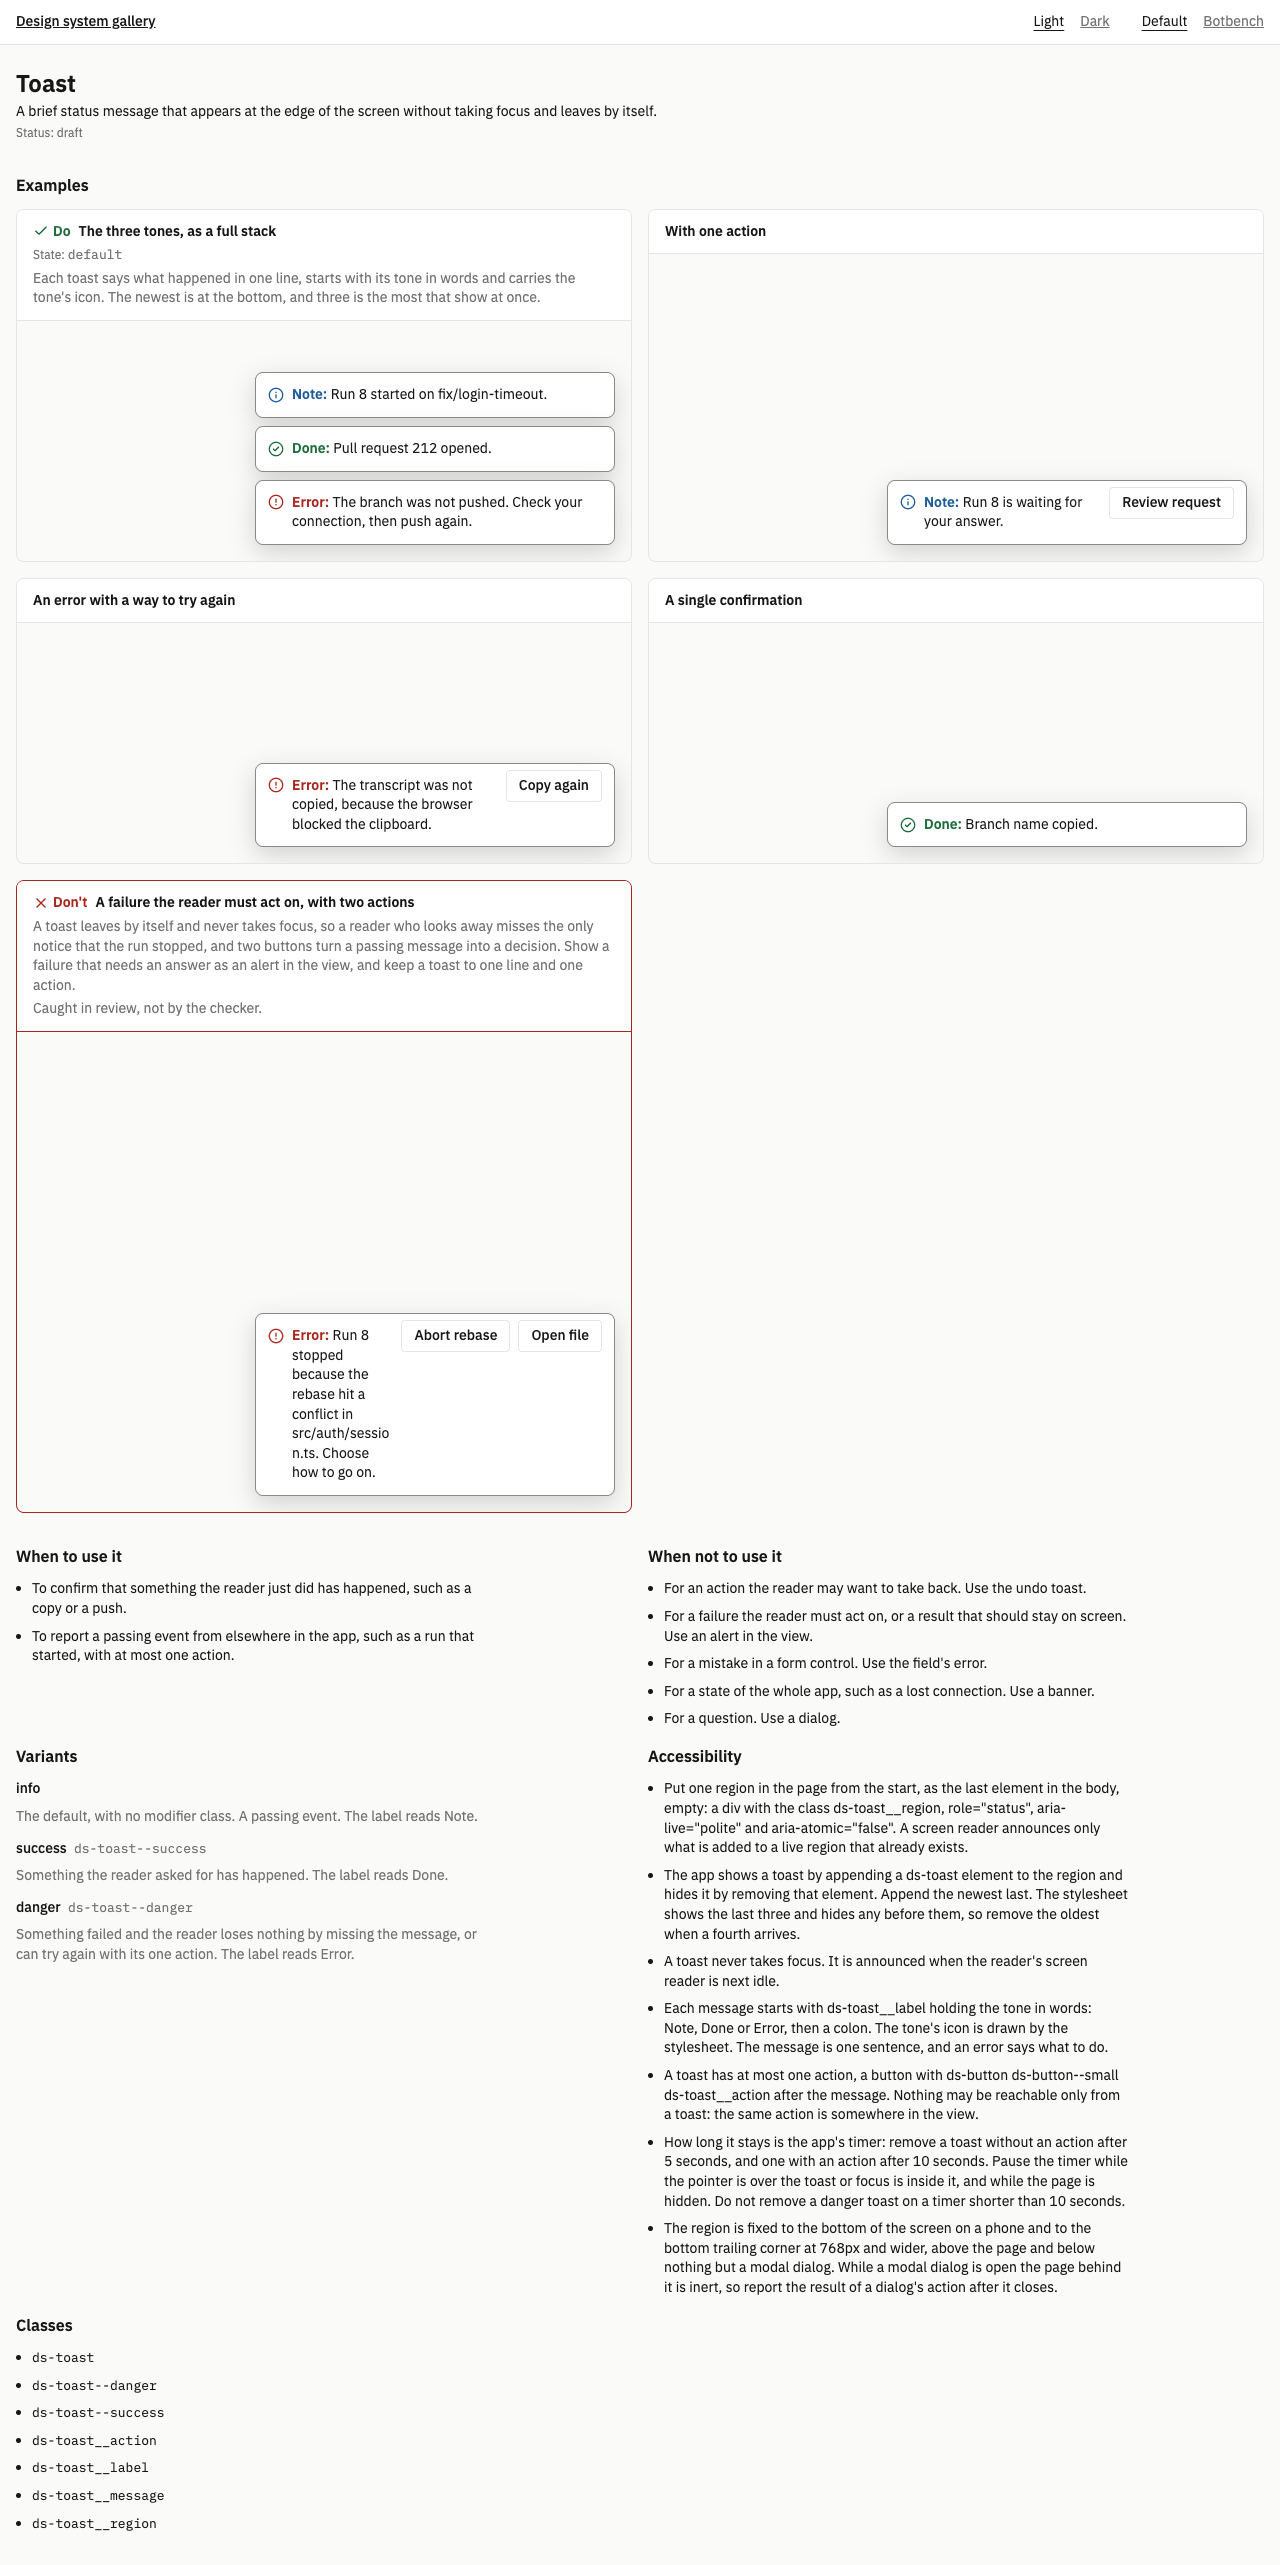 Design system gallery
Light Dark Default Botbench
Toast
A brief status message that appears at the edge of the screen without taking focus and leaves by itself.
Status: draft
Examples
Do The three tones, as a full stack
State: default
Each toast says what happened in one line, starts with its tone in words and carries the
tone's icon. The newest is at the bottom, and three is the most that show at once.
Note: Run 8 started on fix/login-timeout.
Done: Pull request 212 opened.
Error: The branch was not pushed. Check your
connection, then push again.
With one action
Note: Run 8 is waiting for
your answer.
Review request
An error with a way to try again
Error: The transcript was not
copied, because the browser
blocked the clipboard.
Copy again
A single confirmation
Done: Branch name copied.
Don't A failure the reader must act on, with two actions
A toast leaves by itself and never takes focus, so a reader who looks away misses the only
notice that the run stopped, and two buttons turn a passing message into a decision. Show a
failure that needs an answer as an alert in the view, and keep a toast to one line and one
action.
Caught in review, not by the checker.
Error: Run 8
stopped
because the
rebase hit a
conflict in
src/auth/sessio
n.ts. Choose
how to go on.
Abort rebase
Open file
When to use it
To confirm that something the reader just did has happened, such as a
copy or a push.
To report a passing event from elsewhere in the app, such as a run that
started, with at most one action.
When not to use it
For an action the reader may want to take back. Use the undo toast.
For a failure the reader must act on, or a result that should stay on screen.
Use an alert in the view.
For a mistake in a form control. Use the field's error.
For a state of the whole app, such as a lost connection. Use a banner.
For a question. Use a dialog.
Variants
info
The default, with no modifier class. A passing event. The label reads Note.
success ds-toast--success
Something the reader asked for has happened. The label reads Done.
danger ds-toast--danger
Something failed and the reader loses nothing by missing the message, or
can try again with its one action. The label reads Error.
Accessibility
Put one region in the page from the start, as the last element in the body,
empty: a div with the class ds-toast__region, role="status", aria-
live="polite" and aria-atomic="false". A screen reader announces only
what is added to a live region that already exists.
The app shows a toast by appending a ds-toast element to the region and
hides it by removing that element. Append the newest last. The stylesheet
shows the last three and hides any before them, so remove the oldest
when a fourth arrives.
A toast never takes focus. It is announced when the reader's screen
reader is next idle.
Each message starts with ds-toast__label holding the tone in words:
Note, Done or Error, then a colon. The tone's icon is drawn by the
stylesheet. The message is one sentence, and an error says what to do.
A toast has at most one action, a button with ds-button ds-button--small
ds-toast__action after the message. Nothing may be reachable only from
a toast: the same action is somewhere in the view.
How long it stays is the app's timer: remove a toast without an action after
5 seconds, and one with an action after 10 seconds. Pause the timer while
the pointer is over the toast or focus is inside it, and while the page is
hidden. Do not remove a danger toast on a timer shorter than 10 seconds.
The region is fixed to the bottom of the screen on a phone and to the
bottom trailing corner at 768px and wider, above the page and below
nothing but a modal dialog. While a modal dialog is open the page behind
it is inert, so report the result of a dialog's action after it closes.
Classes
ds-toast
ds-toast--danger
ds-toast--success
ds-toast__action
ds-toast__label
ds-toast__message
ds-toast__region